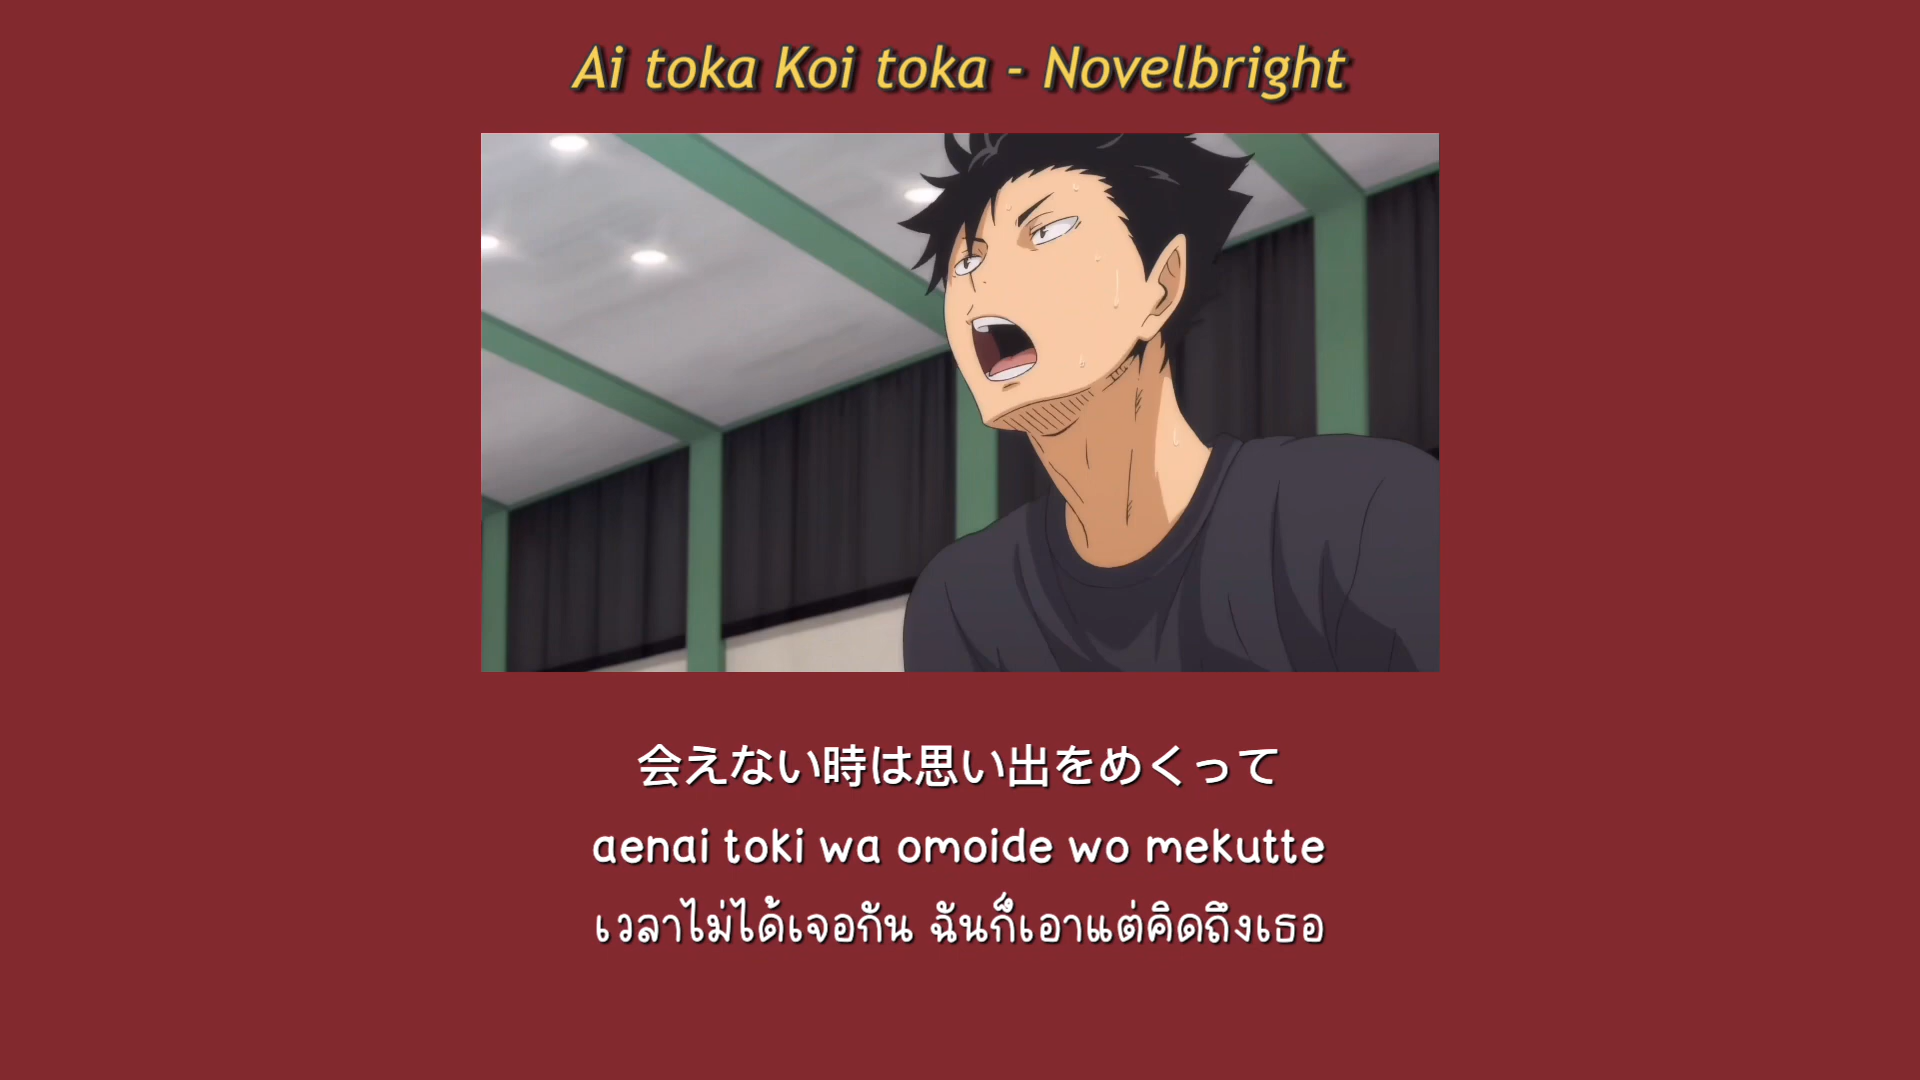 Ai toka Koi toka - Novelbright
会えない時は思い出をめくって
aenai toki wa omoide wo mekutte
เวลาไม่ได้เจอกัน ฉันก็เอาแต่คิดถึงเธอ